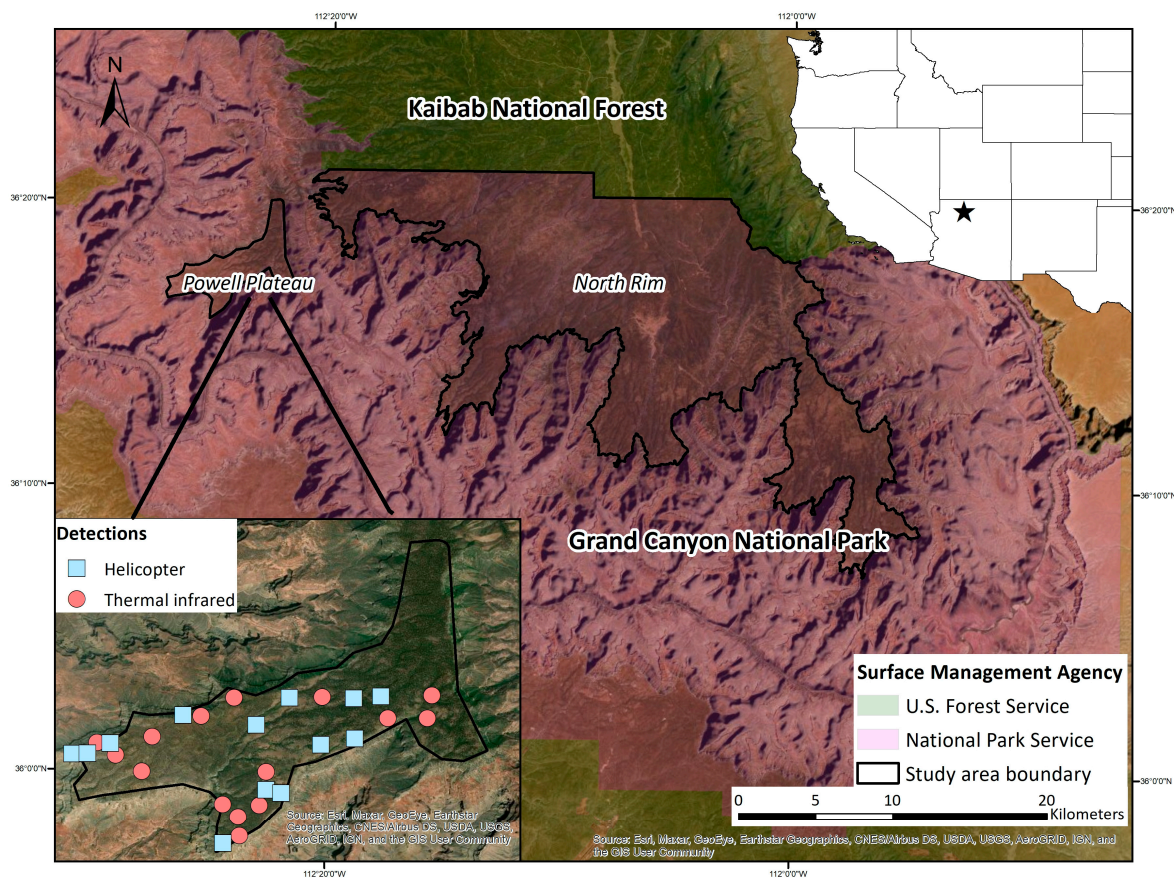 112°20'0"W
112°0'0"W
N
Kaibab National Forest
36°20'0"N
36°20'0"N
Powell Plateau
North Rim
36°10'0"N
36°10'0"N
Grand Canyon National Park
Detections
Helicopter
Thermal infrared
Surface Management Agency
U.S. Forest Service
National Park Service
Study area boundary
36°0'0"N
36°0'0"N
0 5 10 20
Kilometers
Source: Esri, Maxar, GeoEye, Earthstar
Geographics, CNES/Airbus DS, USDA, USGS,
AeroGRID, IGN, and the GIS User Community
Source: Esri, Maxar, GeoEye, Earthstar Geographics, CNES/Airbus DS, USDA, USGS, AeroGRID, IGN, and
the GIS User Community
112°20'0"W
112°0'0"W